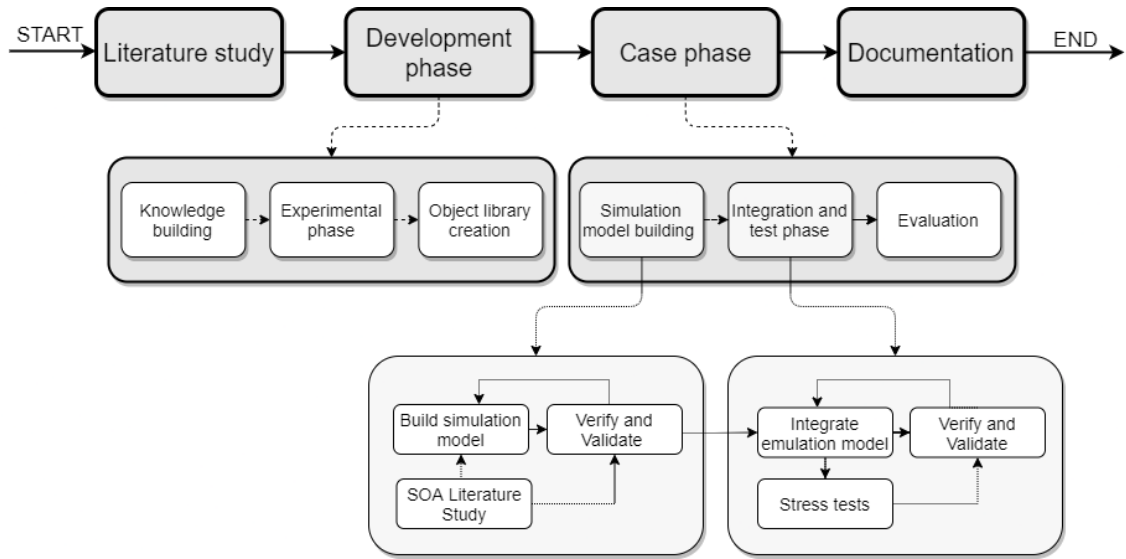 START
Literature study
Development
phase
Case phase
Documentation
END
Knowledge
building
Experimental
phase
Object library
creation
Simulation
model building
Integration and
test phase
Evaluation
Build simulation
model
Verify and
Validate
SOA Literature
Study
Integrate
emulation model
Verify and
Validate
Stress tests